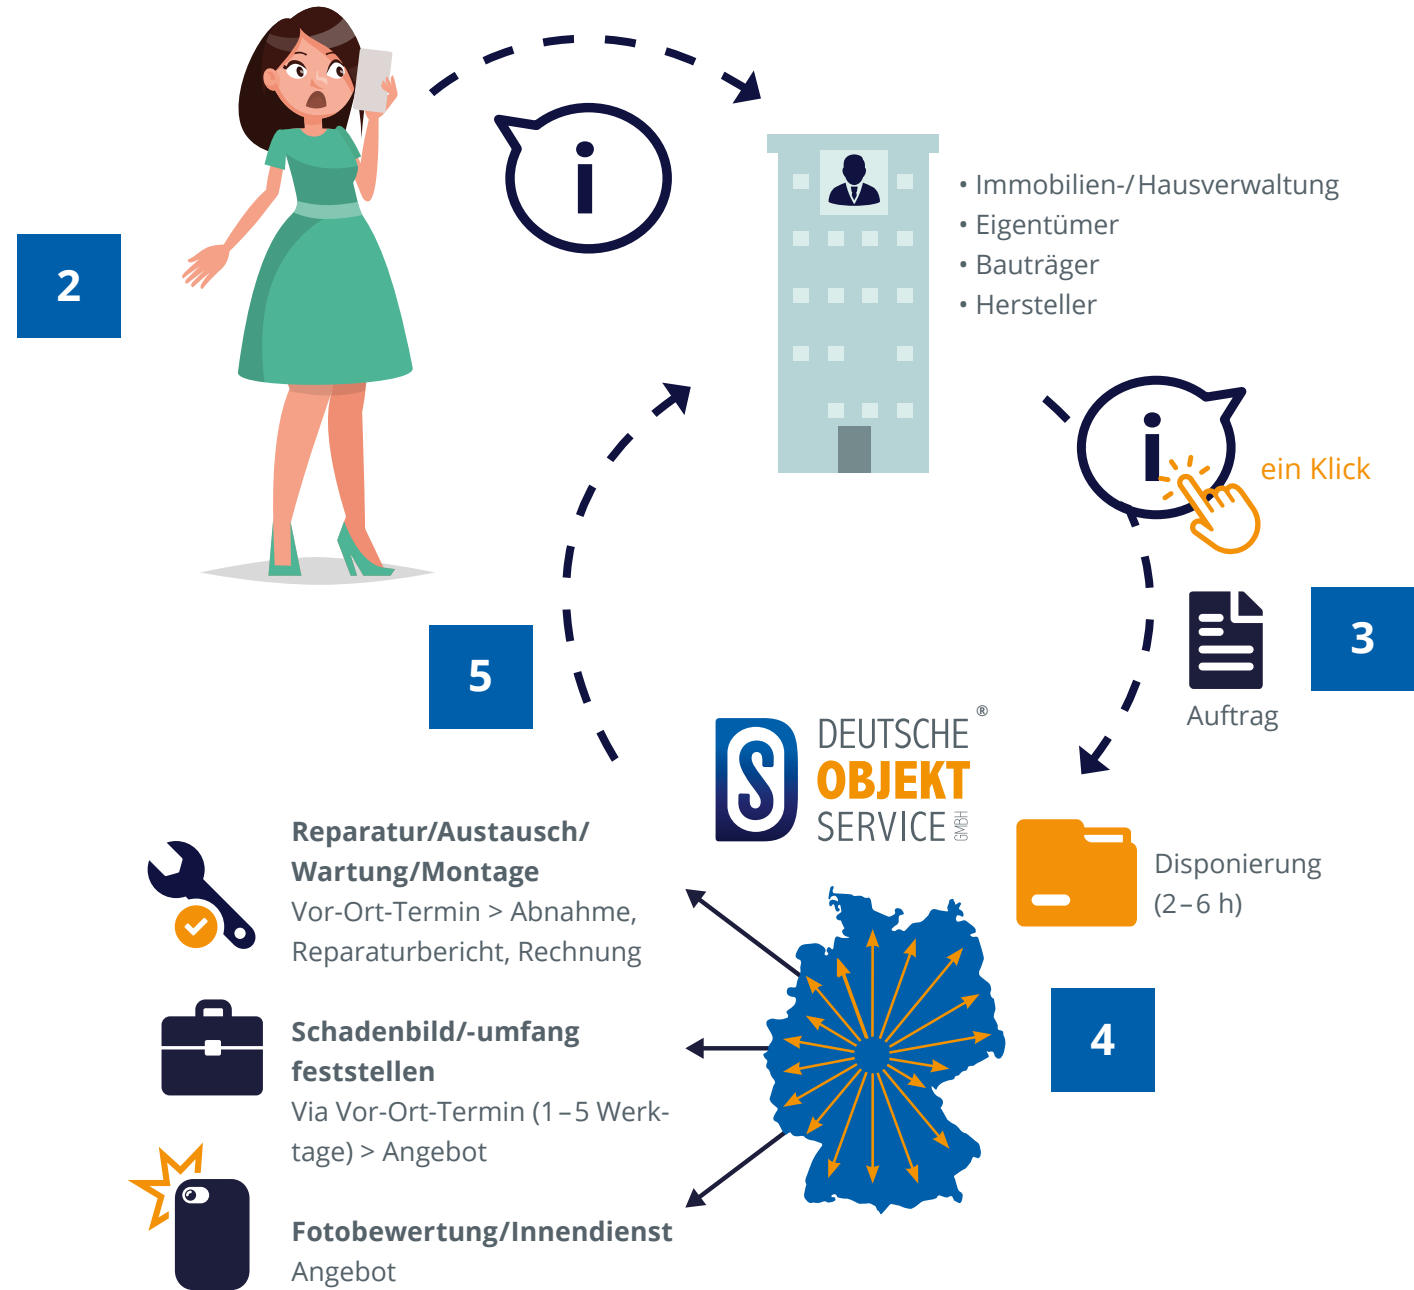 2
i
• Immobilien-/Hausverwaltung
• Eigentümer
• Bauträger
• Hersteller
i
ein Klick
3
Auftrag
5
DEUTSCHE ®
OBJEKT
SERVICE GMBH
Disponierung
(2–6 h)
4
Reparatur/Austausch/
Wartung/Montage
Vor-Ort-Termin > Abnahme,
Reparaturbericht, Rechnung
Schadenbild/-umfang
feststellen
Via Vor-Ort-Termin (1–5 Werk-
tage) > Angebot
Fotobewertung/Innendienst
Angebot